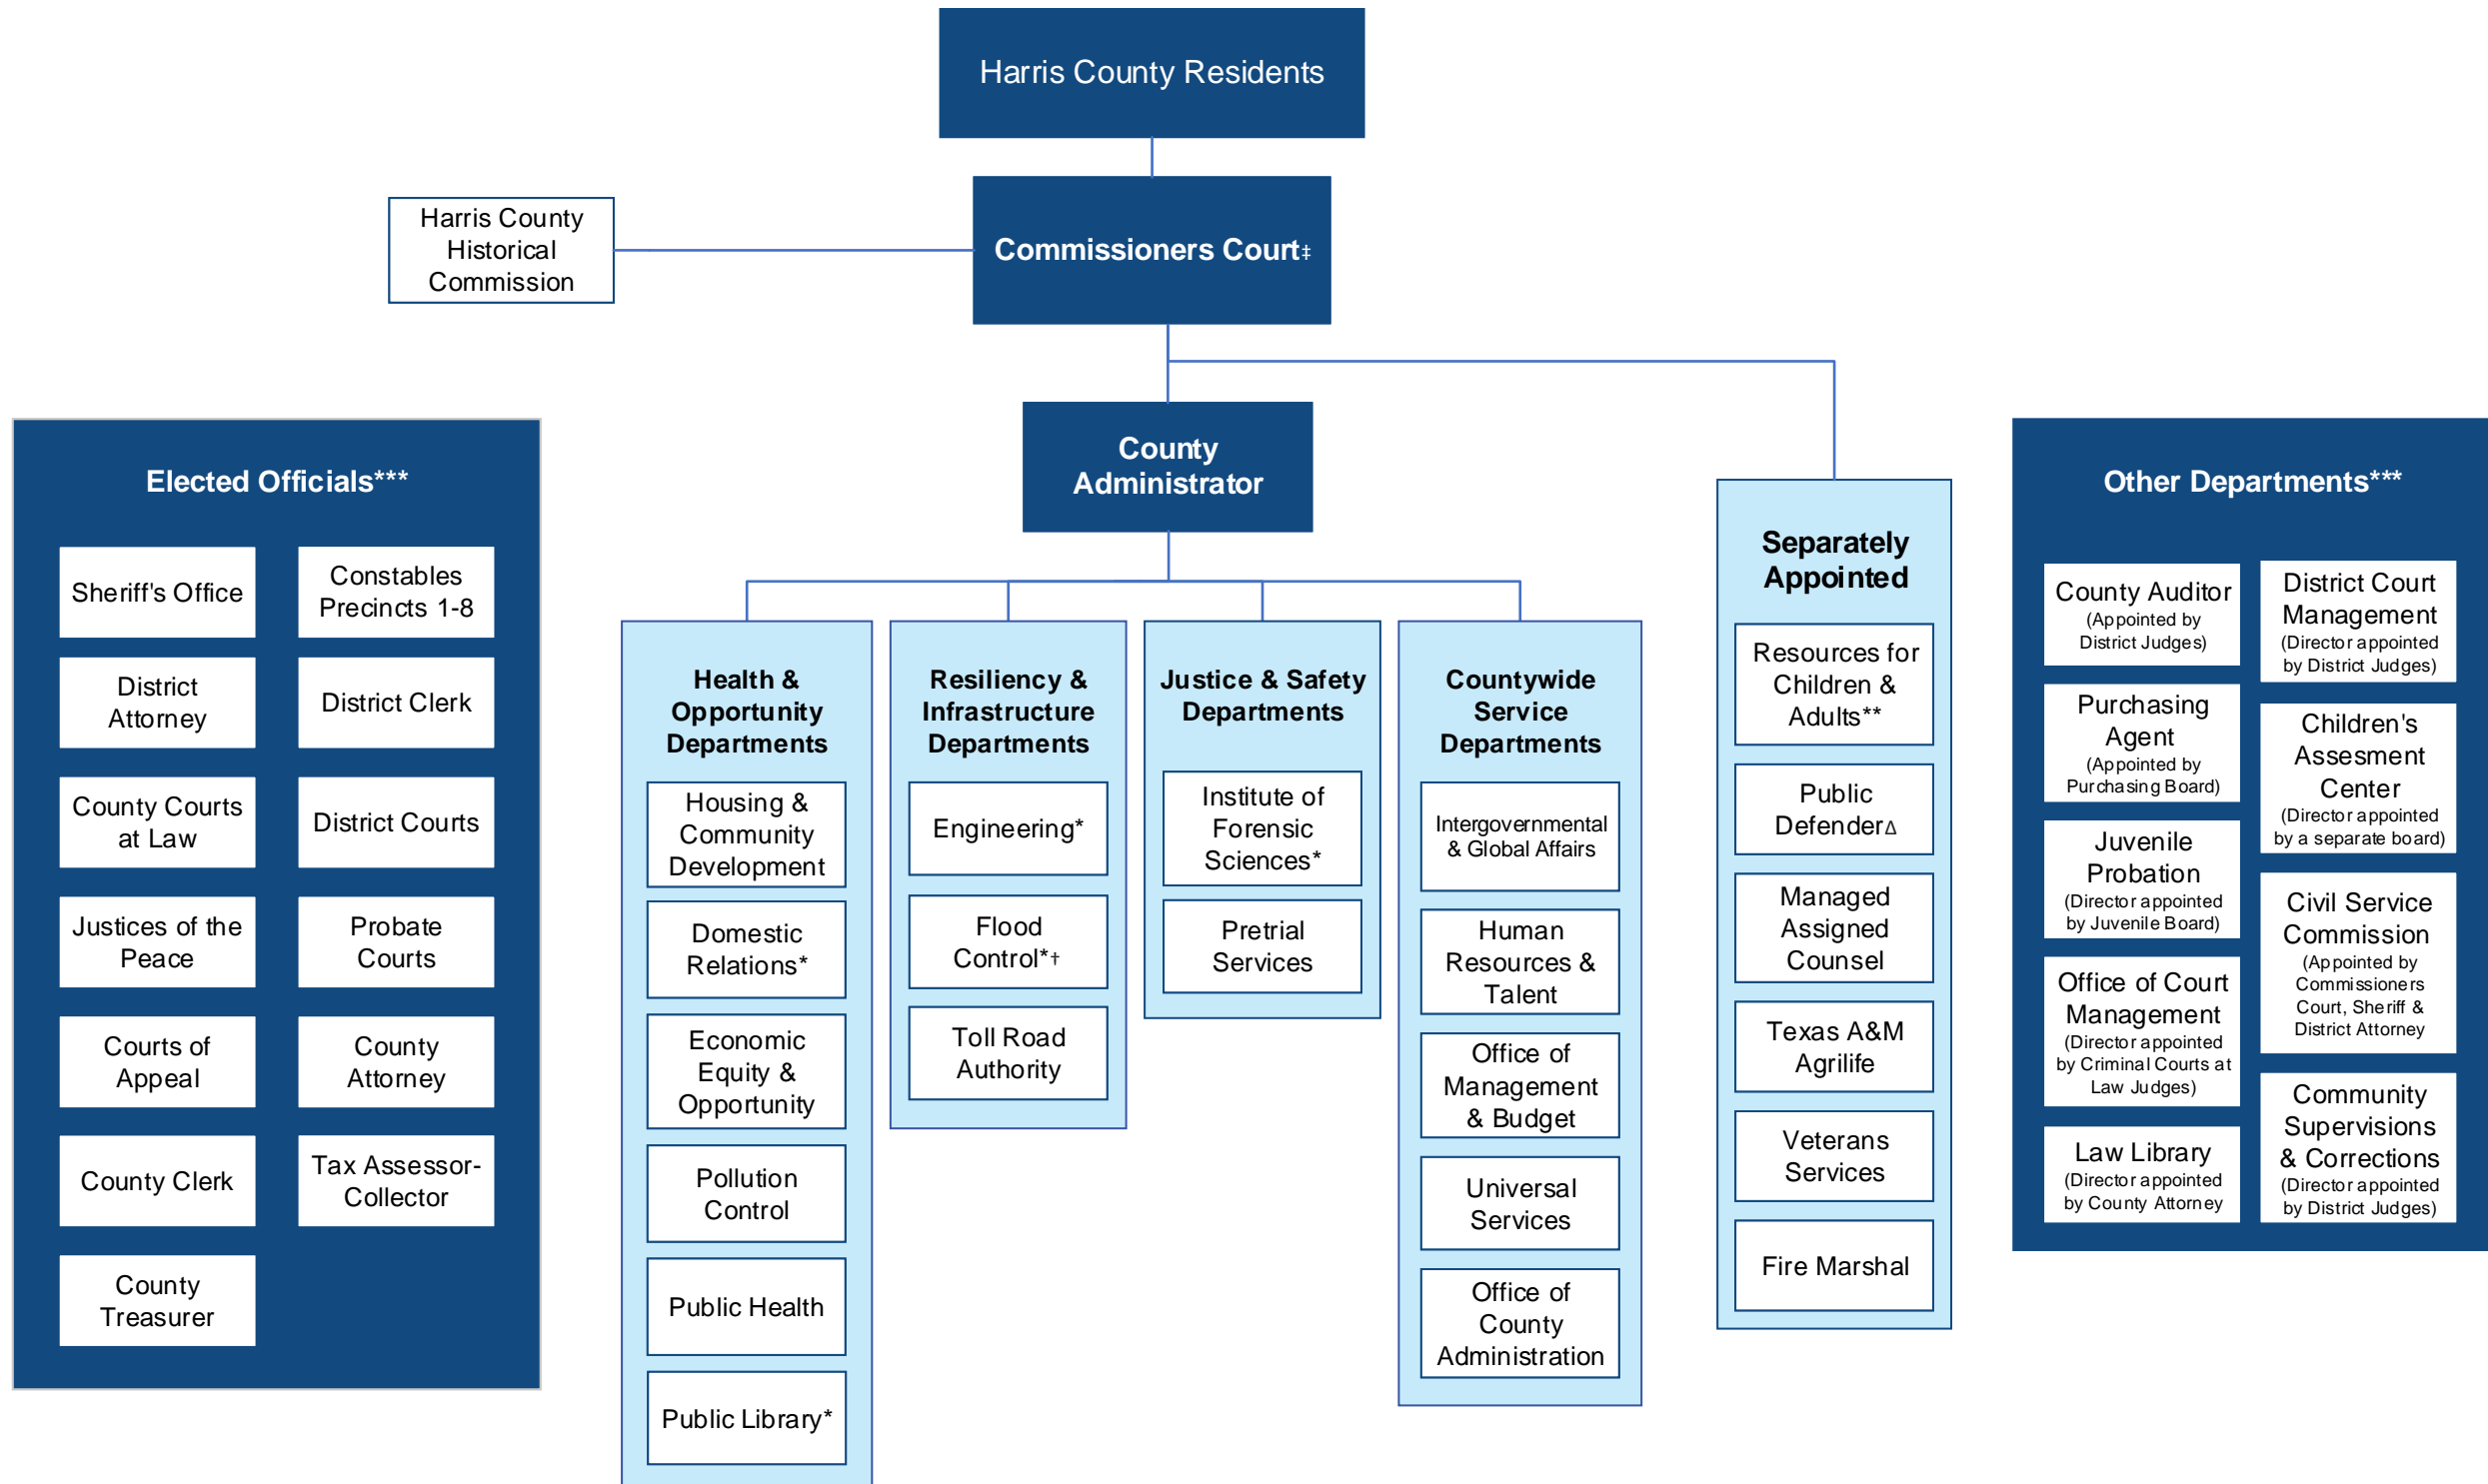 Harris County Residents
Harris County
Historical
Commission
Commissioners Court‡
County
Administrator
Elected Officials***
Sheriff's Office
Constables
Precincts 1-8
District
Attorney
District Clerk
County Courts
at Law
District Courts
Justices of the
Peace
Probate
Courts
Courts of
Appeal
County
Attorney
County Clerk
Tax Assessor-
Collector
County
Treasurer
Health &
Opportunity
Departments
Housing &
Community
Development
Domestic
Relations*
Economic
Equity &
Opportunity
Pollution
Control
Public Health
Public Library*
Resiliency &
Infrastructure
Departments
Engineering*
Flood
Control*†
Toll Road
Authority
Justice & Safety
Departments
Institute of
Forensic
Sciences*
Pretrial
Services
Countywide
Service
Departments
Intergovernmental
& Global Affairs
Human
Resources &
Talent
Office of
Management
& Budget
Universal
Services
Office of
County
Administration
Separately
Appointed
Resources for
Children &
Adults**
Public
DefenderΔ
Managed
Assigned
Counsel
Texas A&M
Agrilife
Veterans
Services
Fire Marshal
Other Departments***
County Auditor
(Appointed by
District Judges)
District Court
Management
(Director appointed
by District Judges)
Purchasing
Agent
(Appointed by
Purchasing Board)
Children's
Assesment
Center
(Director appointed
by a separate board)
Juvenile
Probation
(Director appointed
by Juvenile Board)
Civil Service
Commission
(Appointed by
Commissioners
Court, Sheriff &
District Attorney
Office of Court
Management
(Director appointed
by Criminal Courts at
Law Judges)
Community
Supervisions
& Corrections
(Director appointed
by District Judges)
Law Library
(Director appointed
by County Attorney